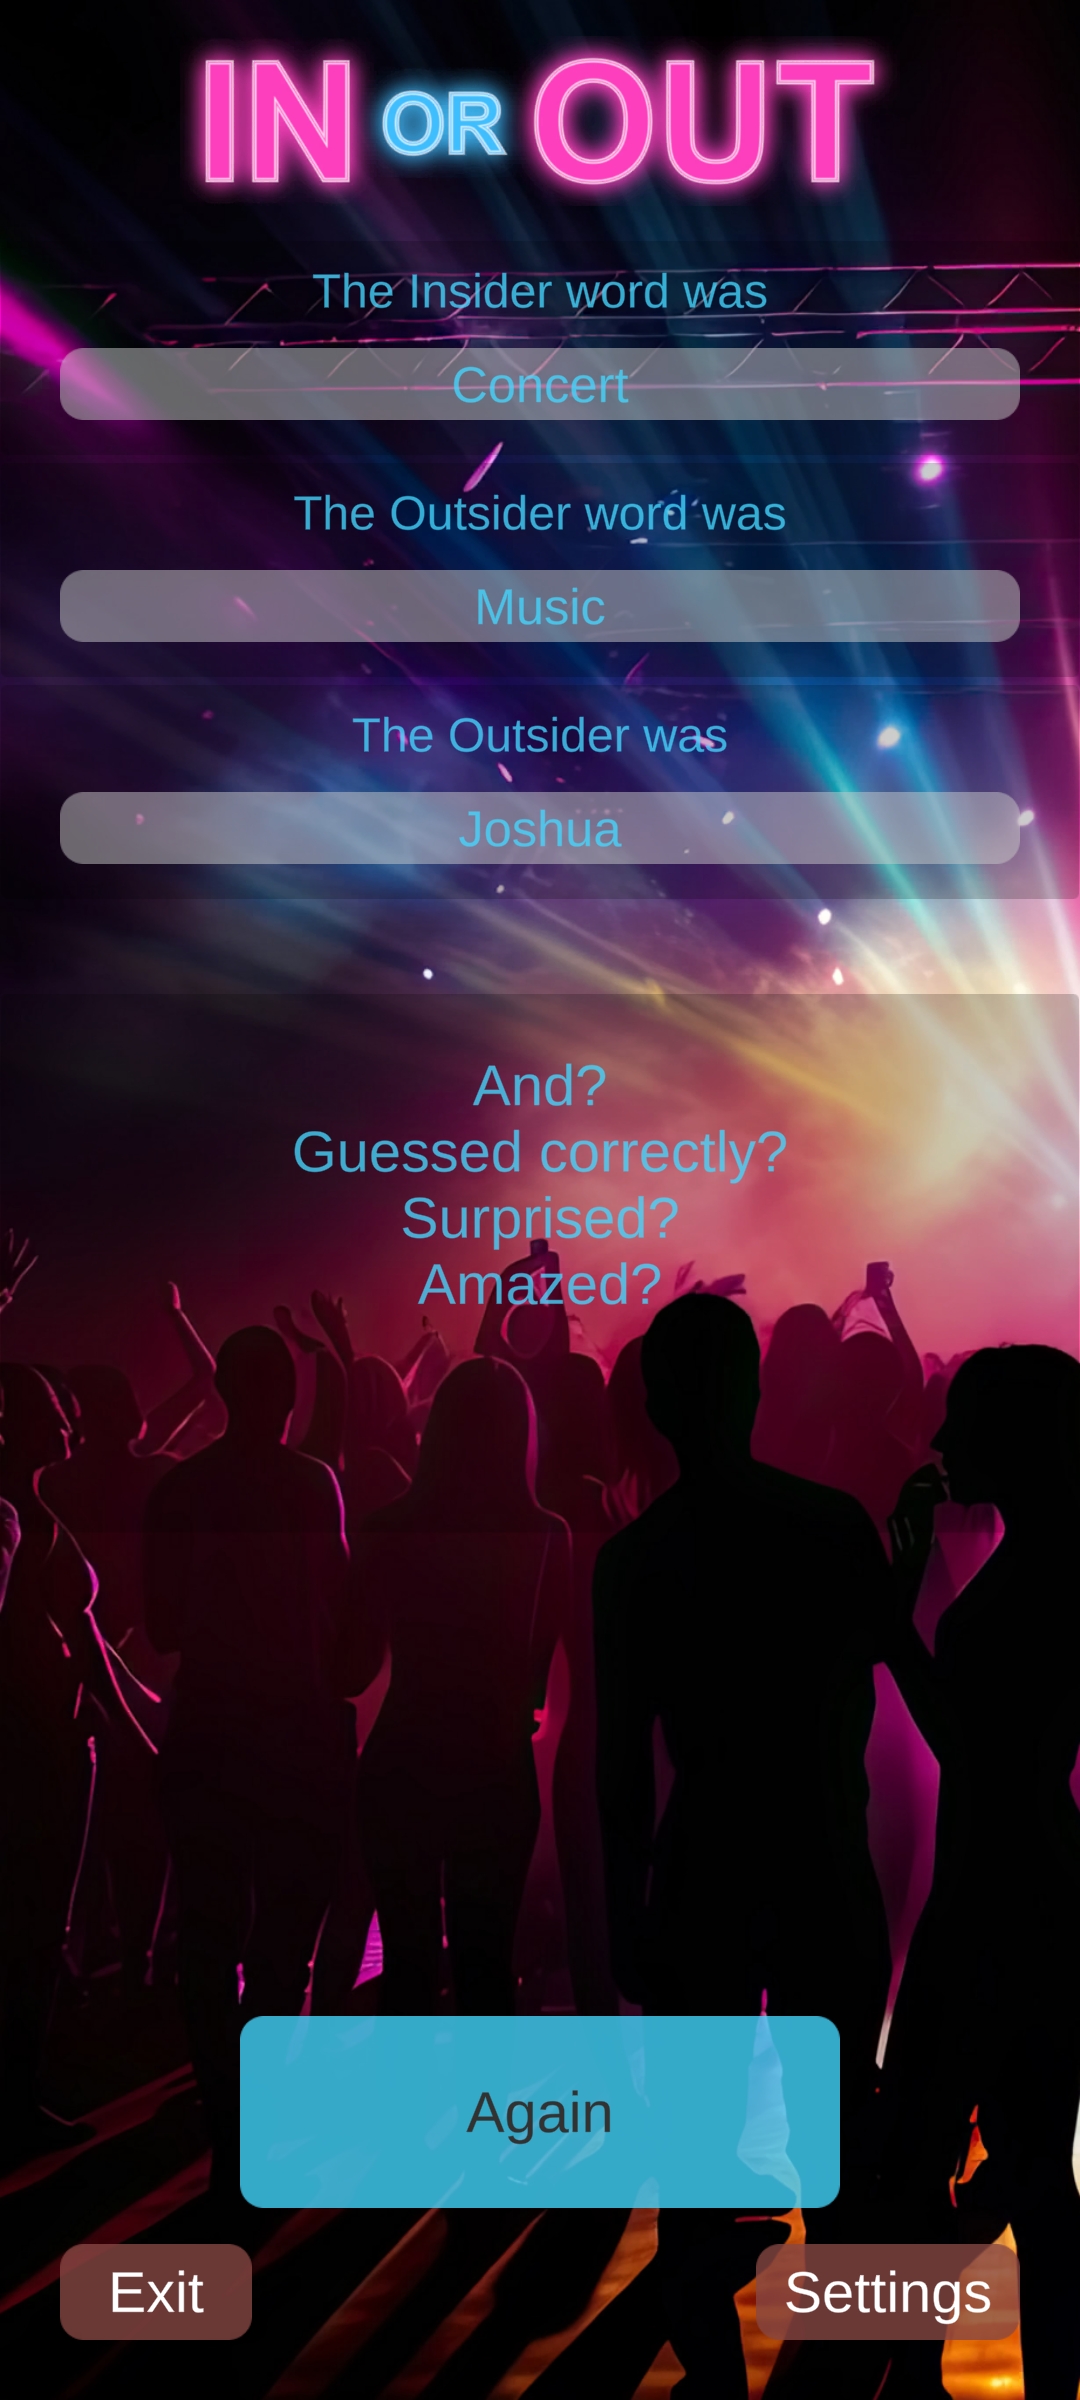 IN OR OUT
The Insider word was
Concert
The Outsider word was
Music
The Outsider was
Joshua
And?
Guessed correctly?
Surprised?
Amazed?
Again
Exit
Settings